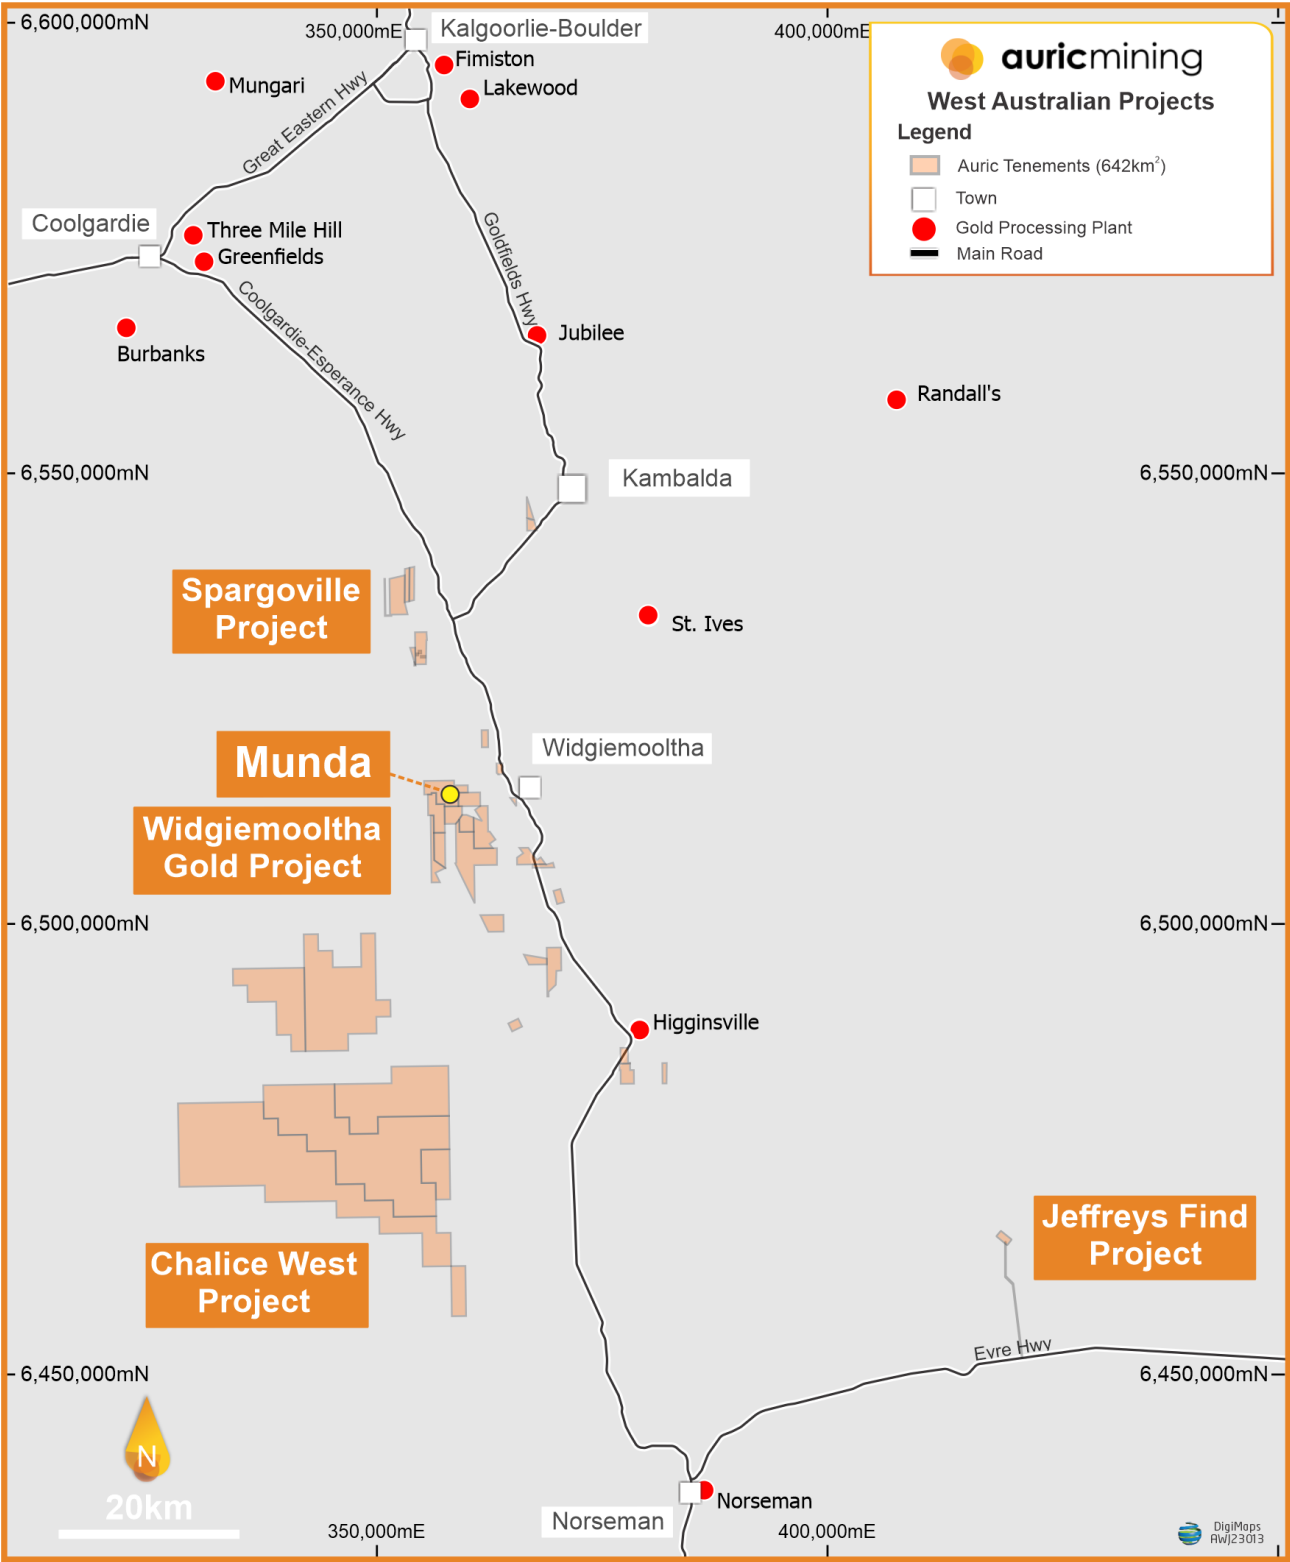 6,600,000mN
350,000mE
Kalgoorlie-Boulder
400,000mE
auricmining
West Australian Projects
Legend
Auric Tenements (642km²)
Town
Gold Processing Plant
Main Road
Fimiston
Lakewood
Mungari
Great Eastern Hwy
Coolgardie
Three Mile Hill
Greenfields
Goldfields Hwy
Coolgardie-Esperance Hwy
Burbanks
Jubilee
Randall's
6,550,000mN
6,550,000mN
Kambalda
Spargoville
Project
St. Ives
Widgiemooltha
Munda
Widgiemooltha
Gold Project
6,500,000mN
6,500,000mN
Higginsville
Jeffreys Find
Project
Chalice West
Project
Evre Hwy
6,450,000mN
6,450,000mN
N
20km
Norseman
Norseman
350,000mE
400,000mE
DigiMaps
AWJ23013